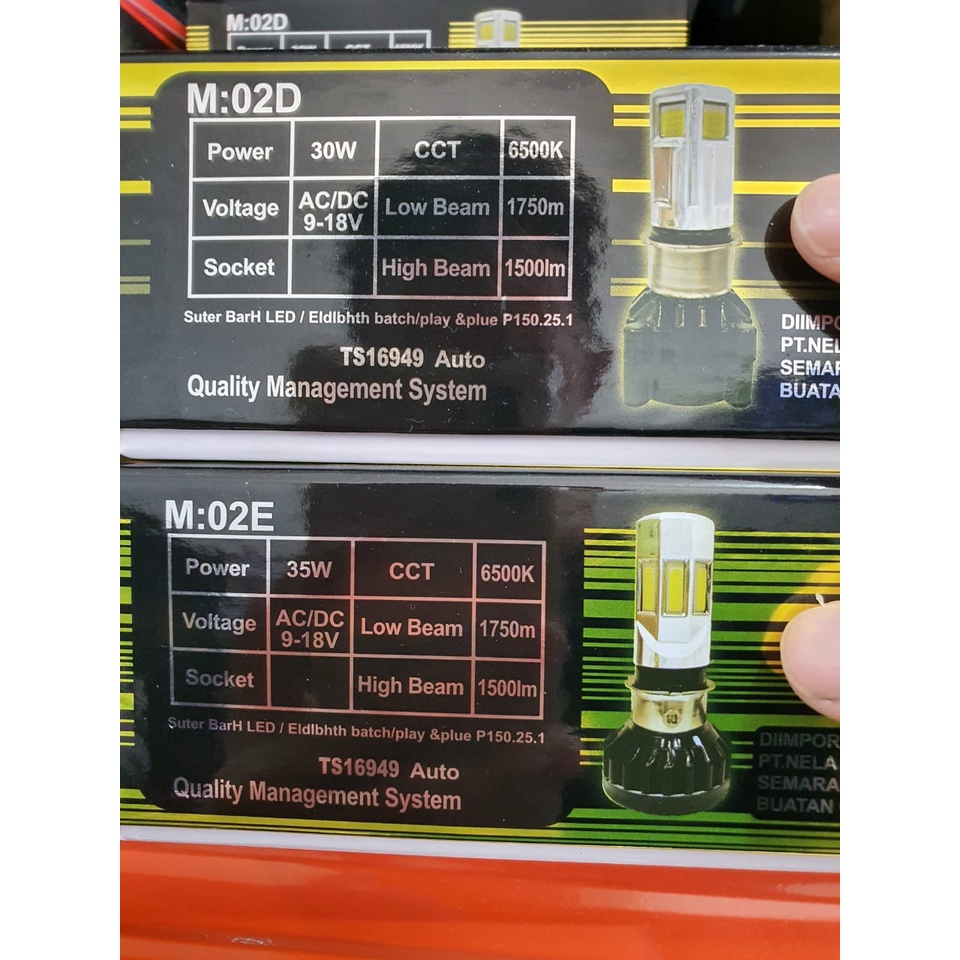 M:02D
M:02D
Power 30W CCT 6500K
Voltage AC/DC 9-18V Low Beam 1750m
Socket High Beam 1500lm
Suter BarH LED / Eldlbhth batch/play &plue P150.25.1
TS16949 Auto
Quality Management System
DIIMPO
PT.NEL
SEMAR
BUATA
M:02E
Power 35W CCT 6500K
Voltage AC/DC 9-18V Low Beam 1750m
Socket High Beam 1500lm
Suter BarH LED / Eldlbhth batch/play &plue P150.25.1
TS16949 Auto
Quality Management System
DIIMPOR
PT.NELA
SEMARA
BUATAN